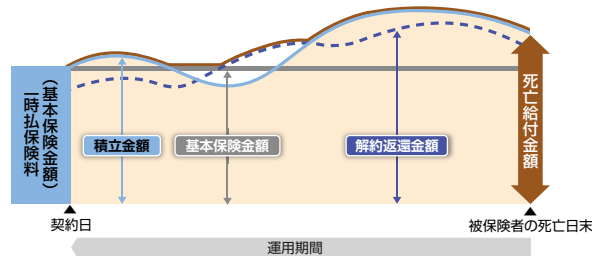 一時払保険料
（基本保険金額）
積立金額
基本保険金額
解約返還金額
死亡給付金額
契約日
被保険者の死亡日末
運用期間